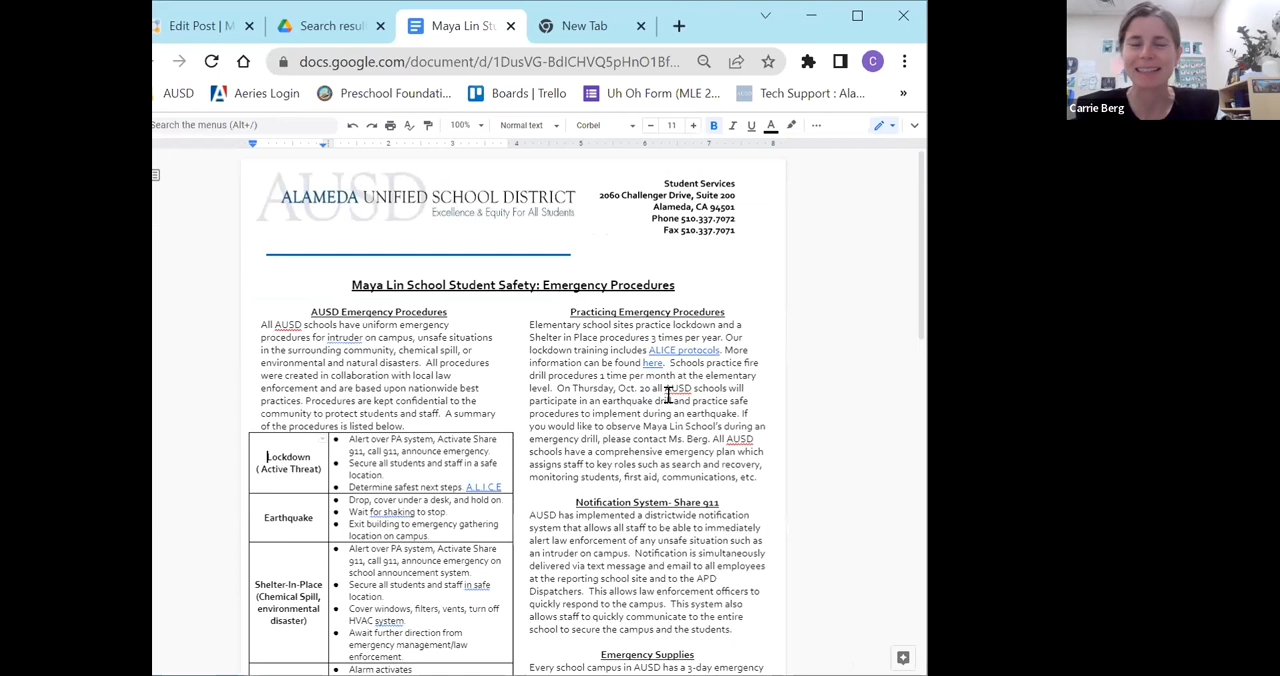 Edit Post | M
Search resul
Maya Lin Stu
New Tab
docs.google.com/document/d/1DusVG-BdICHVQ5pHnO1Bf...
C
AUSD
Aeries Login
Preschool Foundati...
Boards | Trello
Uh Oh Form (MLE 2...
Tech Support : Ala...
»
Search the menus (Alt+/)
100%
Normal text
Corbel
11
B I U A
2 3 4 5 6 7 8
AUSD
ALAMEDA UNIFIED SCHOOL DISTRICT
Excellence & Equity For All Students
Student Services
2060 Challenger Drive, Suite 200
Alameda, CA 94501
Phone 510.337.7072
Fax 510.337.7071
Maya Lin School Student Safety: Emergency Procedures
AUSD Emergency Procedures
All AUSD schools have uniform emergency
procedures for intruder on campus, unsafe situations
in the surrounding community, chemical spill, or
environmental and natural disasters. All procedures
were created in collaboration with local law
enforcement and are based upon nationwide best
practices. Procedures are kept confidential to the
community to protect students and staff. A summary
of the procedures is listed below.
Lockdown
( Active Threat)
● Alert over PA system, Activate Share
911, call 911, announce emergency.
● Secure all students and staff in a safe
location.
● Determine safest next steps A.L.I.C.E
Earthquake
● Drop, cover under a desk, and hold on.
● Wait for shaking to stop.
● Exit building to emergency gathering
location on campus.
Shelter-In-Place
(Chemical Spill,
environmental
disaster)
● Alert over PA system, Activate Share
911, call 911, announce emergency on
school announcement system.
● Secure all students and staff in safe
location.
● Cover windows, filters, vents, turn off
HVAC system.
● Await further direction from
emergency management/law
enforcement.
● Alarm activates
Practicing Emergency Procedures
Elementary school sites practice lockdown and a
Shelter in Place procedures 3 times per year. Our
lockdown training includes ALICE protocols. More
information can be found here. Schools practice fire
drill procedures 1 time per month at the elementary
level. On Thursday, Oct. 20 all AUSD schools will
participate in an earthquake drill and practice safe
procedures to implement during an earthquake. If
you would like to observe Maya Lin School's during an
emergency drill, please contact Ms. Berg. All AUSD
schools have a comprehensive emergency plan which
assigns staff to key roles such as search and recovery,
monitoring students, first aid, communications, etc.
Notification System- Share 911
AUSD has implemented a districtwide notification
system that allows all staff to be able to immediately
alert law enforcement of any unsafe situation such as
an intruder on campus. Notification is simultaneously
delivered via text message and email to all employees
at the reporting school site and to the APD
Dispatchers. This allows law enforcement officers to
quickly respond to the campus. This system also
allows staff to quickly communicate to the entire
school to secure the campus and the students.
Emergency Supplies
Every school campus in AUSD has a 3-day emergency
Carrie Berg